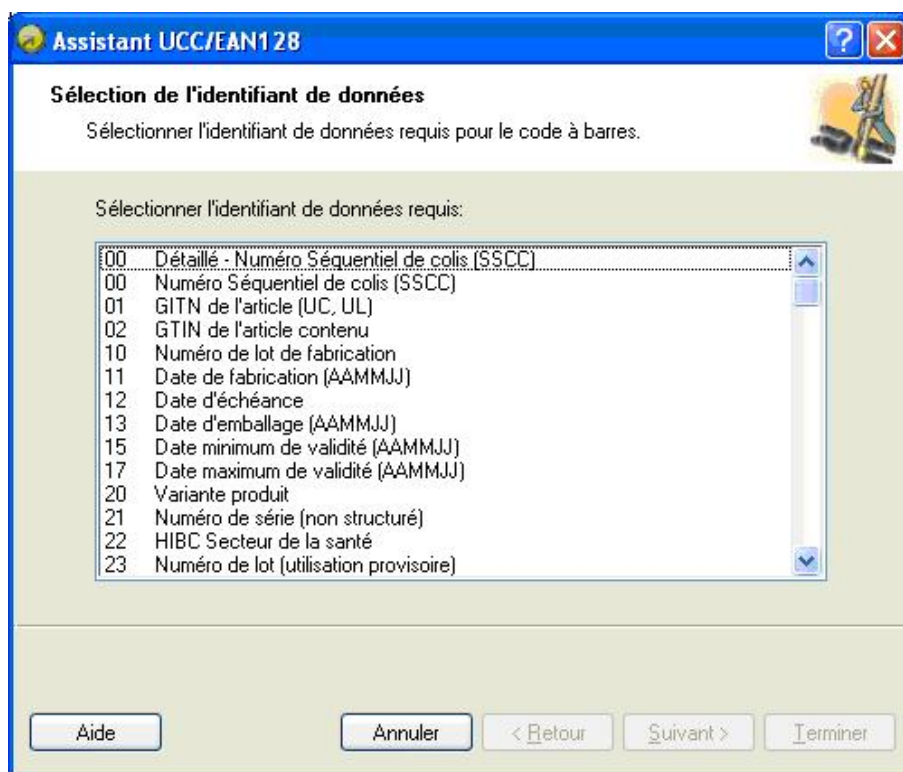 Assistant UCC/EAN128
Sélection de l'identifiant de données
Sélectionner l'identifiant de données requis pour le code à barres.
Sélectionner l'identifiant de données requis:
00 Détaillé - Numéro Séquentiel de colis (SSCC)
00 Numéro Séquentiel de colis (SSCC)
01 GITN de l'article (UC, UL)
02 GTIN de l'article contenu
10 Numéro de lot de fabrication
11 Date de fabrication (AAMMJJ)
12 Date d'échéance
13 Date d'emballage (AAMMJJ)
15 Date minimum de validité (AAMMJJ)
17 Date maximum de validité (AAMMJJ)
20 Variante produit
21 Numéro de série (non structuré)
22 HIBC Secteur de la santé
23 Numéro de lot (utilisation provisoire)
Aide Annuler < Retour Suivant > Terminer